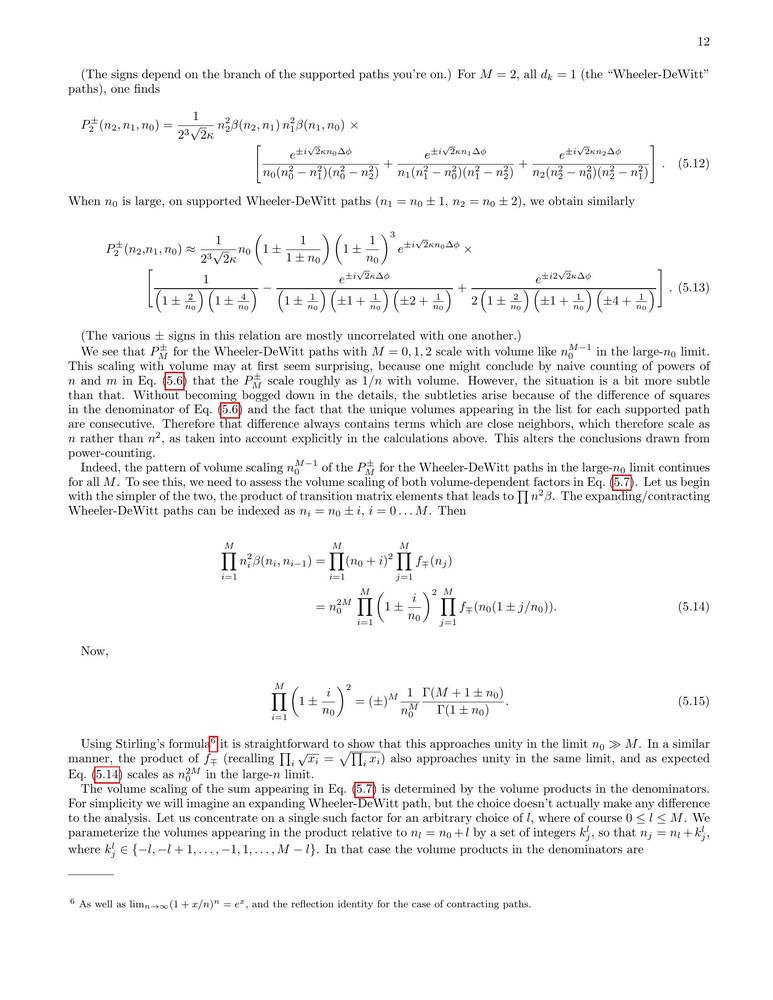 12
(The signs depend on the branch of the supported paths you're on.) For $M = 2$, all $d_k = 1$ (the “Wheeler-DeWitt”
paths), one finds
$P_2^{\pm}(n_2, n_1, n_0) = \frac{1}{2^3\sqrt{2}\kappa} n_2^2\beta(n_2, n_1)\, n_1^2\beta(n_1, n_0) \times$
$\left[\frac{e^{\pm i\sqrt{2}\kappa n_0\Delta\phi}}{n_0(n_0^2 - n_1^2)(n_0^2 - n_2^2)} + \frac{e^{\pm i\sqrt{2}\kappa n_1\Delta\phi}}{n_1(n_1^2 - n_0^2)(n_1^2 - n_2^2)} + \frac{e^{\pm i\sqrt{2}\kappa n_2\Delta\phi}}{n_2(n_2^2 - n_0^2)(n_2^2 - n_1^2)}\right].$ (5.12)
When $n_0$ is large, on supported Wheeler-DeWitt paths ($n_1 = n_0 \pm 1$, $n_2 = n_0 \pm 2$), we obtain similarly
$P_2^{\pm}(n_2, n_1, n_0) \approx \frac{1}{2^3\sqrt{2}\kappa} n_0 \left(1 \pm \frac{1}{1 \pm n_0}\right)\left(1 \pm \frac{1}{n_0}\right)^3 e^{\pm i\sqrt{2}\kappa n_0\Delta\phi} \times$
$\left[\frac{1}{\left(1 \pm \frac{2}{n_0}\right)\left(1 \pm \frac{4}{n_0}\right)} - \frac{e^{\pm i\sqrt{2}\kappa\Delta\phi}}{\left(1 \pm \frac{1}{n_0}\right)\left(\pm 1 + \frac{1}{n_0}\right)\left(\pm 2 + \frac{1}{n_0}\right)} + \frac{e^{\pm i2\sqrt{2}\kappa\Delta\phi}}{2\left(1 \pm \frac{2}{n_0}\right)\left(\pm 1 + \frac{1}{n_0}\right)\left(\pm 4 + \frac{1}{n_0}\right)}\right].$ (5.13)
(The various $\pm$ signs in this relation are mostly uncorrelated with one another.)
We see that $P_M^{\pm}$ for the Wheeler-DeWitt paths with $M = 0, 1, 2$ scale with volume like $n_0^{M-1}$ in the large-$n_0$ limit.
This scaling with volume may at first seem surprising, because one might conclude by naive counting of powers of
$n$ and $m$ in Eq. (5.6) that the $P_M^{\pm}$ scale roughly as $1/n$ with volume. However, the situation is a bit more subtle
than that. Without becoming bogged down in the details, the subtleties arise because of the difference of squares
in the denominator of Eq. (5.6) and the fact that the unique volumes appearing in the list for each supported path
are consecutive. Therefore that difference always contains terms which are close neighbors, which therefore scale as
$n$ rather than $n^2$, as taken into account explicitly in the calculations above. This alters the conclusions drawn from
power-counting.
Indeed, the pattern of volume scaling $n_0^{M-1}$ of the $P_M^{\pm}$ for the Wheeler-DeWitt paths in the large-$n_0$ limit continues
for all $M$. To see this, we need to assess the volume scaling of both volume-dependent factors in Eq. (5.7). Let us begin
with the simpler of the two, the product of transition matrix elements that leads to $\prod n^2\beta$. The expanding/contracting
Wheeler-DeWitt paths can be indexed as $n_i = n_0 \pm i$, $i = 0 \ldots M$. Then
$\prod_{i=1}^{M} n_i^2\beta(n_i, n_{i-1}) = \prod_{i=1}^{M}(n_0 + i)^2 \prod_{j=1}^{M} f_{\mp}(n_j)$
$= n_0^{2M} \prod_{i=1}^{M}\left(1 \pm \frac{i}{n_0}\right)^2 \prod_{j=1}^{M} f_{\mp}(n_0(1 \pm j/n_0)).$ (5.14)
Now,
$\prod_{i=1}^{M}\left(1 \pm \frac{i}{n_0}\right)^2 = (\pm)^M \frac{1}{n_0^M}\frac{\Gamma(M + 1 \pm n_0)}{\Gamma(1 \pm n_0)}.$ (5.15)
Using Stirling's formula$^6$ it is straightforward to show that this approaches unity in the limit $n_0 \gg M$. In a similar
manner, the product of $f_{\mp}$ (recalling $\prod_i \sqrt{x_i} = \sqrt{\prod_i x_i}$) also approaches unity in the same limit, and as expected
Eq. (5.14) scales as $n_0^{2M}$ in the large-$n$ limit.
The volume scaling of the sum appearing in Eq. (5.7) is determined by the volume products in the denominators.
For simplicity we will imagine an expanding Wheeler-DeWitt path, but the choice doesn't actually make any difference
to the analysis. Let us concentrate on a single such factor for an arbitrary choice of $l$, where of course $0 \leq l \leq M$. We
parameterize the volumes appearing in the product relative to $n_l = n_0 + l$ by a set of integers $k_j^l$, so that $n_j = n_l + k_j^l$,
where $k_j^l \in \{-l, -l+1, \ldots, -1, 1, \ldots, M - l\}$. In that case the volume products in the denominators are
$^6$ As well as $\lim_{n\to\infty}(1 + x/n)^n = e^x$, and the reflection identity for the case of contracting paths.